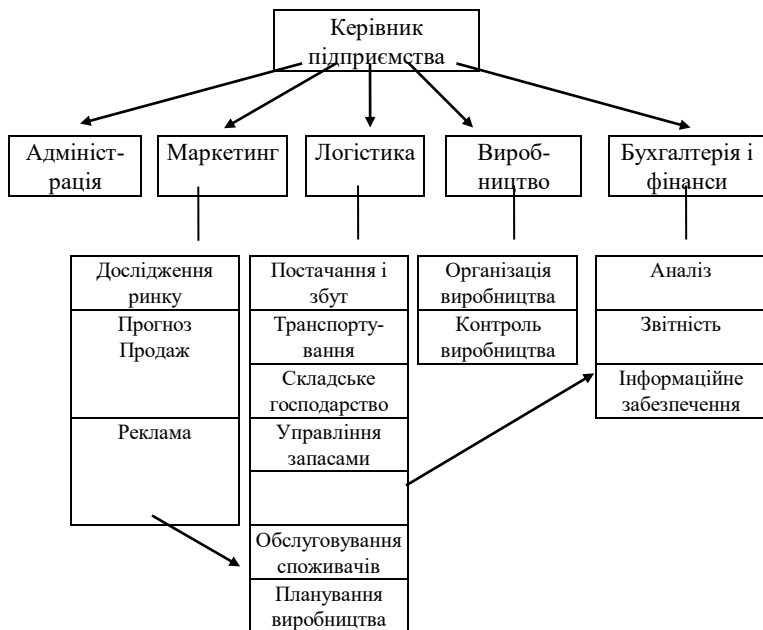 Керівник
підприємства
Адмініст-
рація
Маркетинг
Логістика
Вироб-
ництво
Бухгалтерія і
фінанси
Дослідження
ринку
Прогноз
Продаж
Реклама
Постачання і
збут
Транспорту-
вання
Складське
господарство
Управління
запасами
Обслуговування
споживачів
Планування
виробництва
Організація
виробництва
Контроль
виробництва
Аналіз
Звітність
Інформаційне
забезпечення